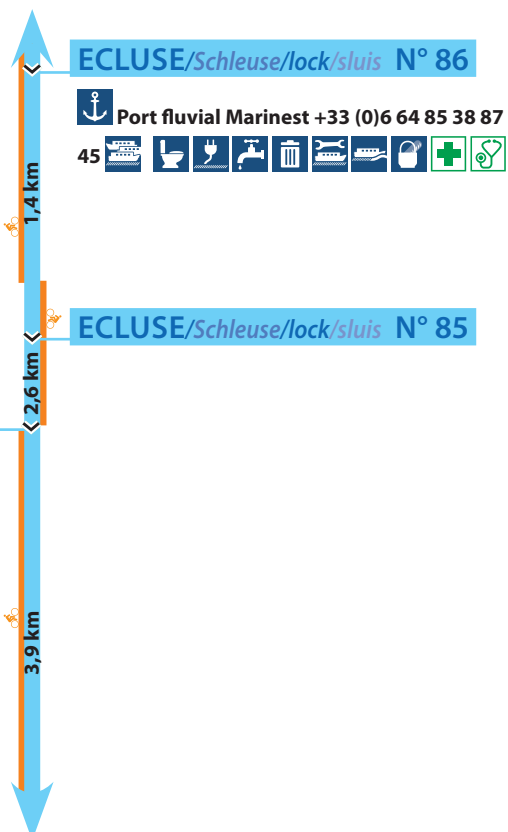 ECLUSE/Schleuse/lock/sluis N° 86
Port fluvial Marinest +33 (0)6 64 85 38 87
45
1,4 km
ECLUSE/Schleuse/lock/sluis N° 85
2,6 km
3,9 km